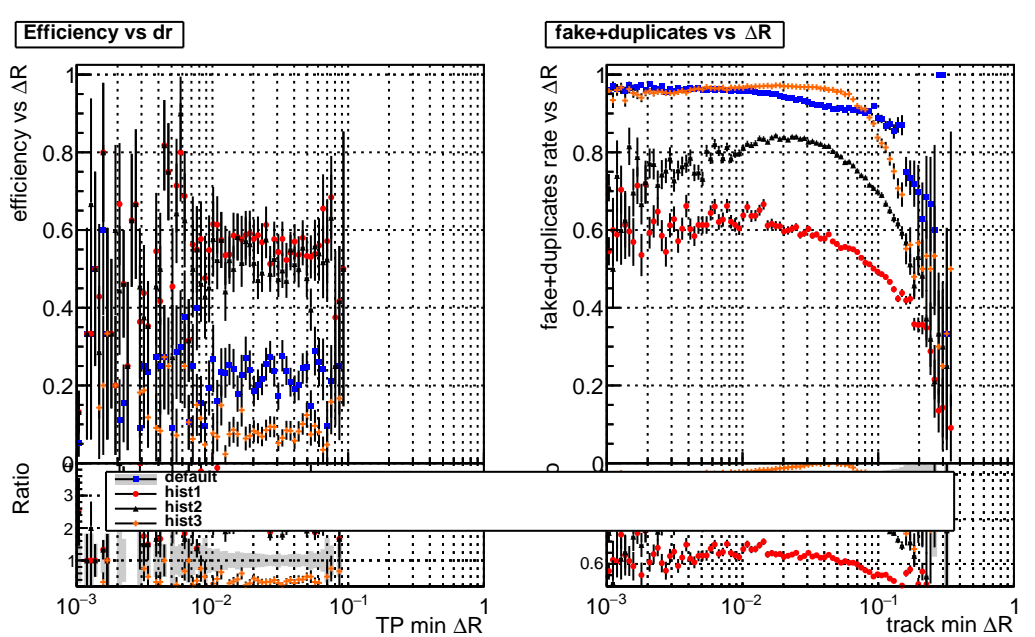 Efficiency vs dr
fake+duplicates vs ΔR
efficiency vs ΔR
1
0.8
0.6
0.4
0.2
0
Ratio
3
2
1
10−3
10−2
10−1
1
TP min ΔR
fake+duplicates rate vs ΔR
1
0.8
0.6
0.4
0.2
0
0.6
10−3
10−2
10−1
1
track min ΔR
default
hist1
hist2
hist3